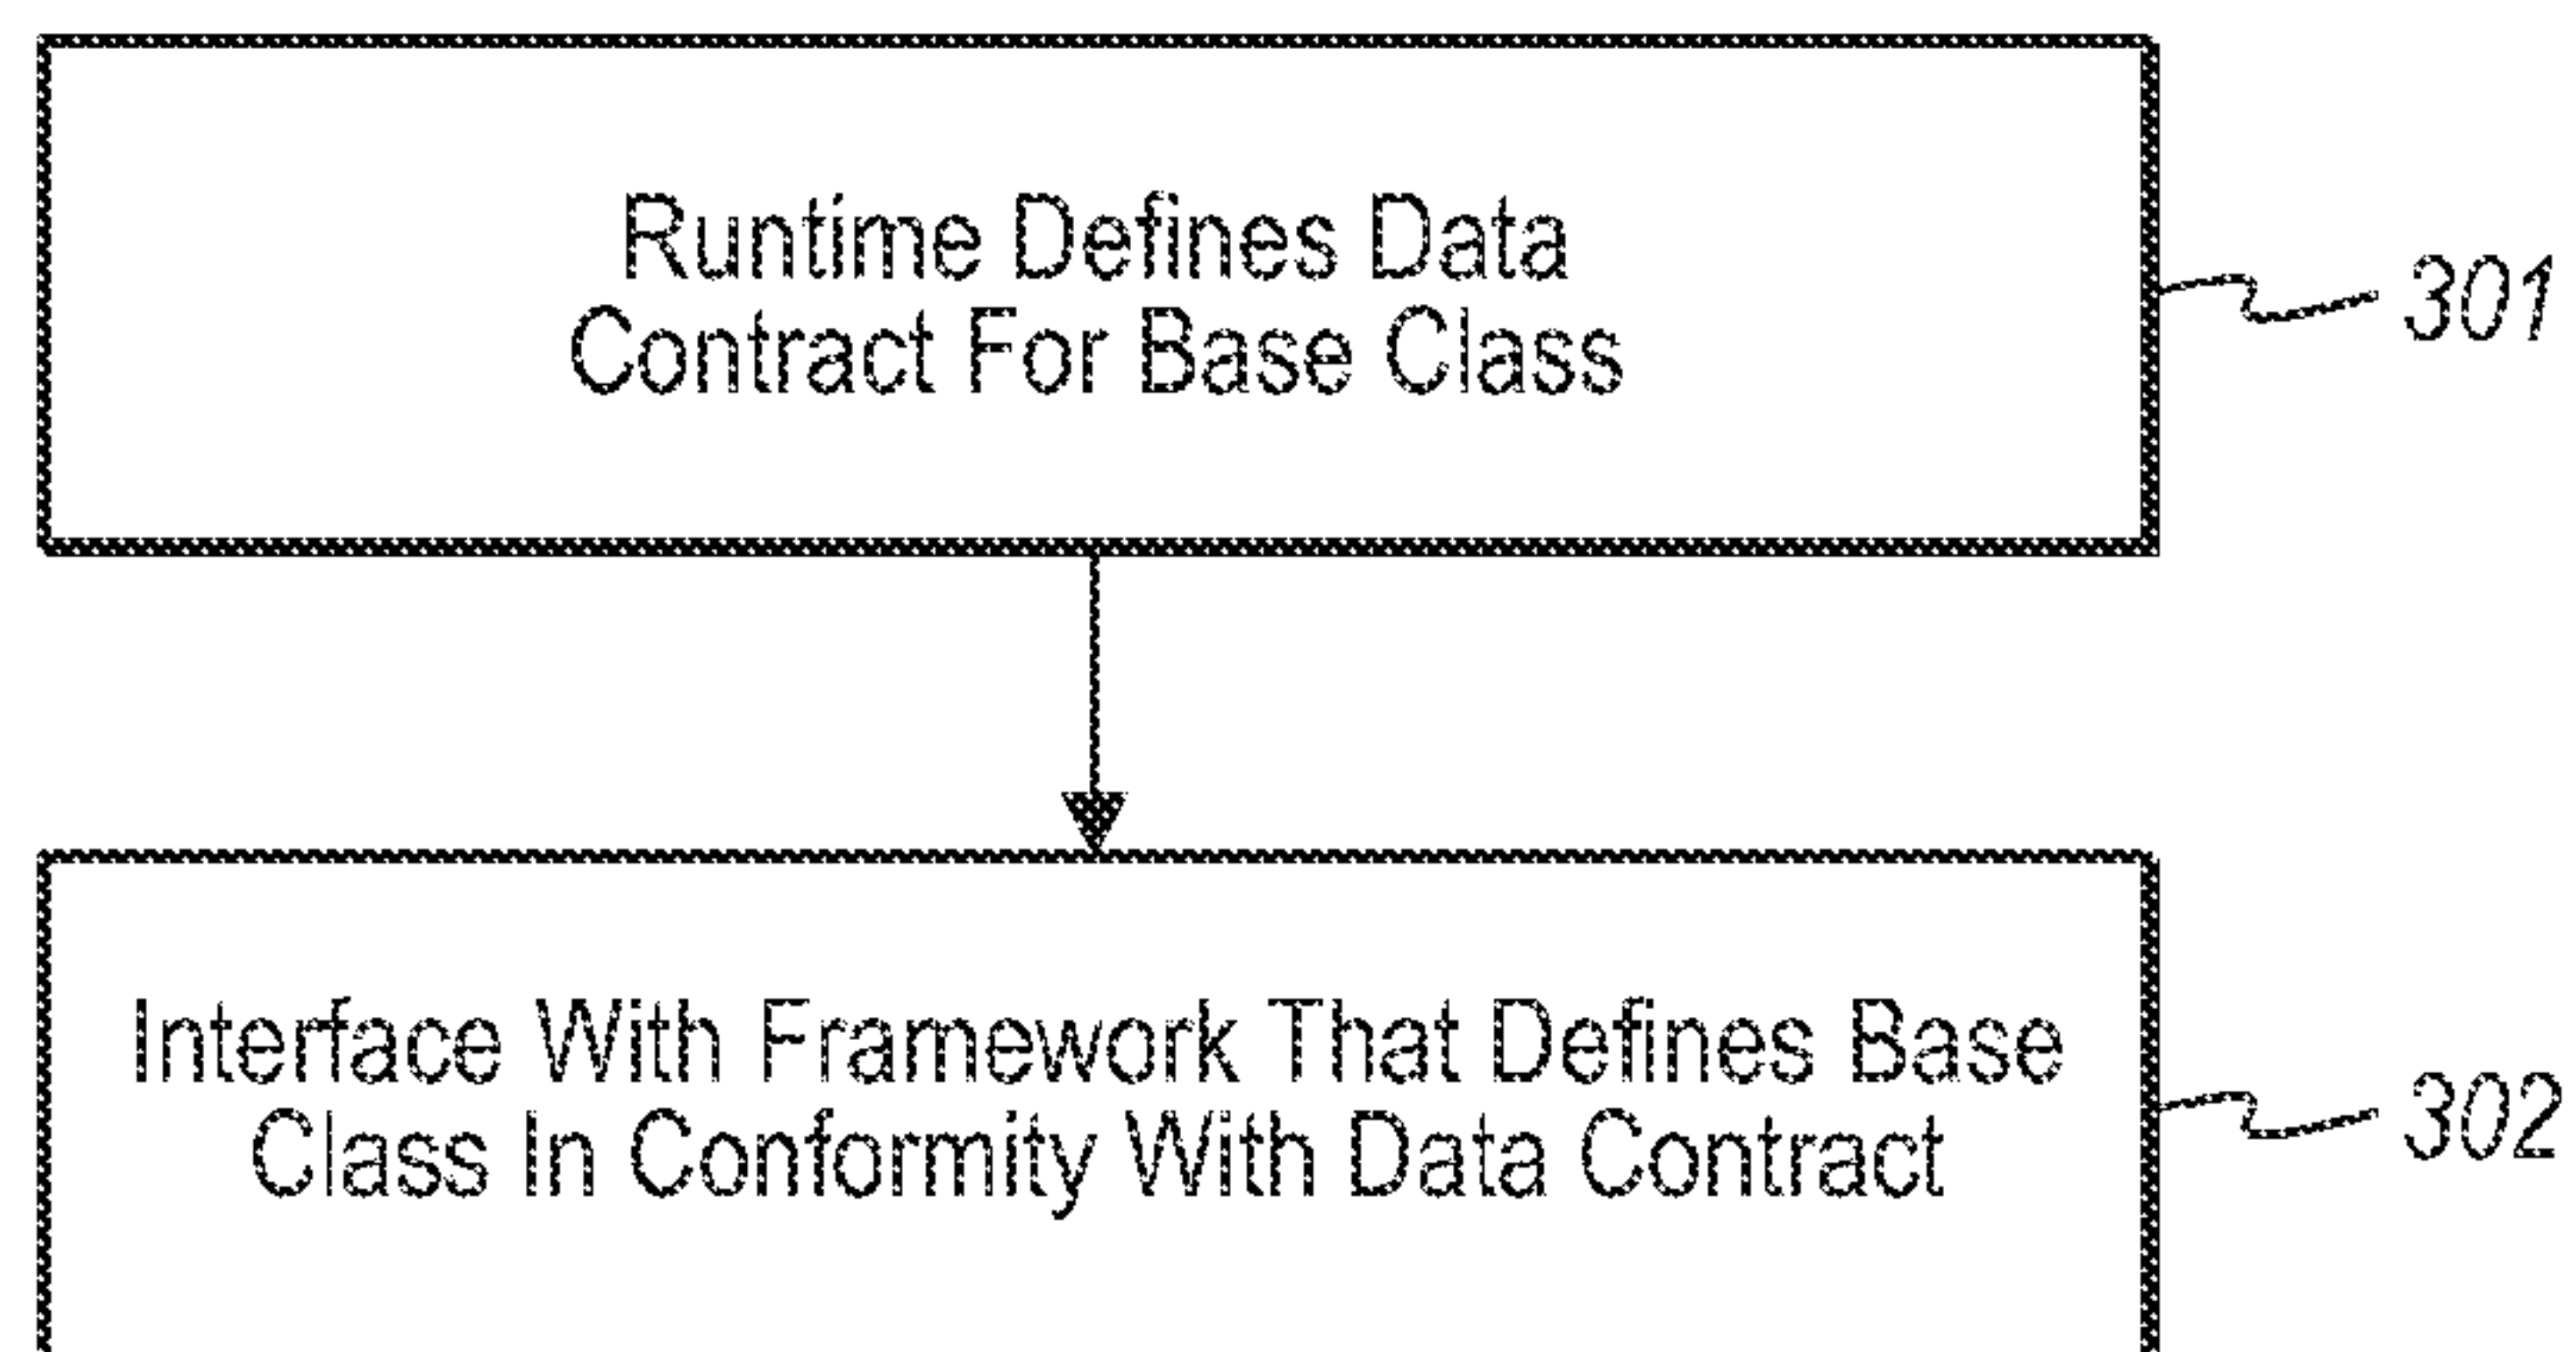 Runtime Defines Data
Contract For Base Class
301
Interface With Framework That Defines Base
Class In Conformity With Data Contract
302